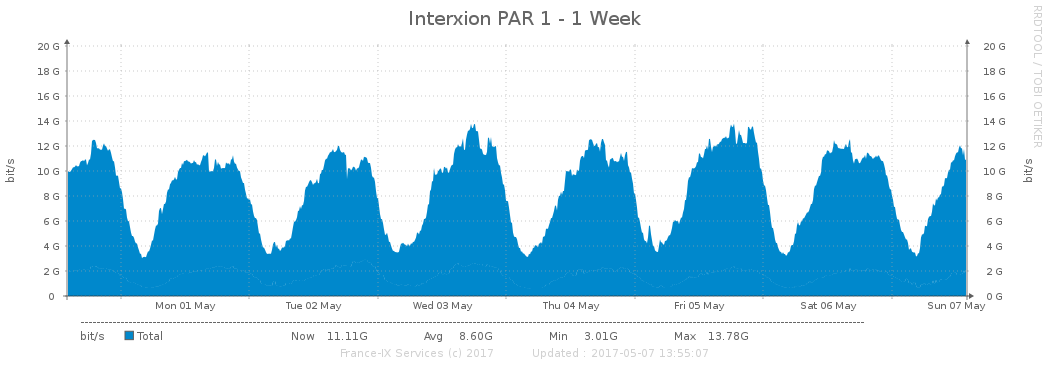 Interxion PAR 1 - 1 Week
RRDTOOL / TOBI OETIKER
bit/s
20 G 20 G
18 G 18 G
16 G 16 G
14 G 14 G
12 G 12 G
10 G 10 G
8 G 8 G
6 G 6 G
4 G 4 G
2 G 2 G
0 0 G
bit/s
Mon 01 May Tue 02 May Wed 03 May Thu 04 May Fri 05 May Sat 06 May Sun 07 May
bit/s Total Now 11.11G Avg 8.60G Min 3.01G Max 13.78G
France-IX Services (c) 2017 Updated : 2017-05-07 13:55:07